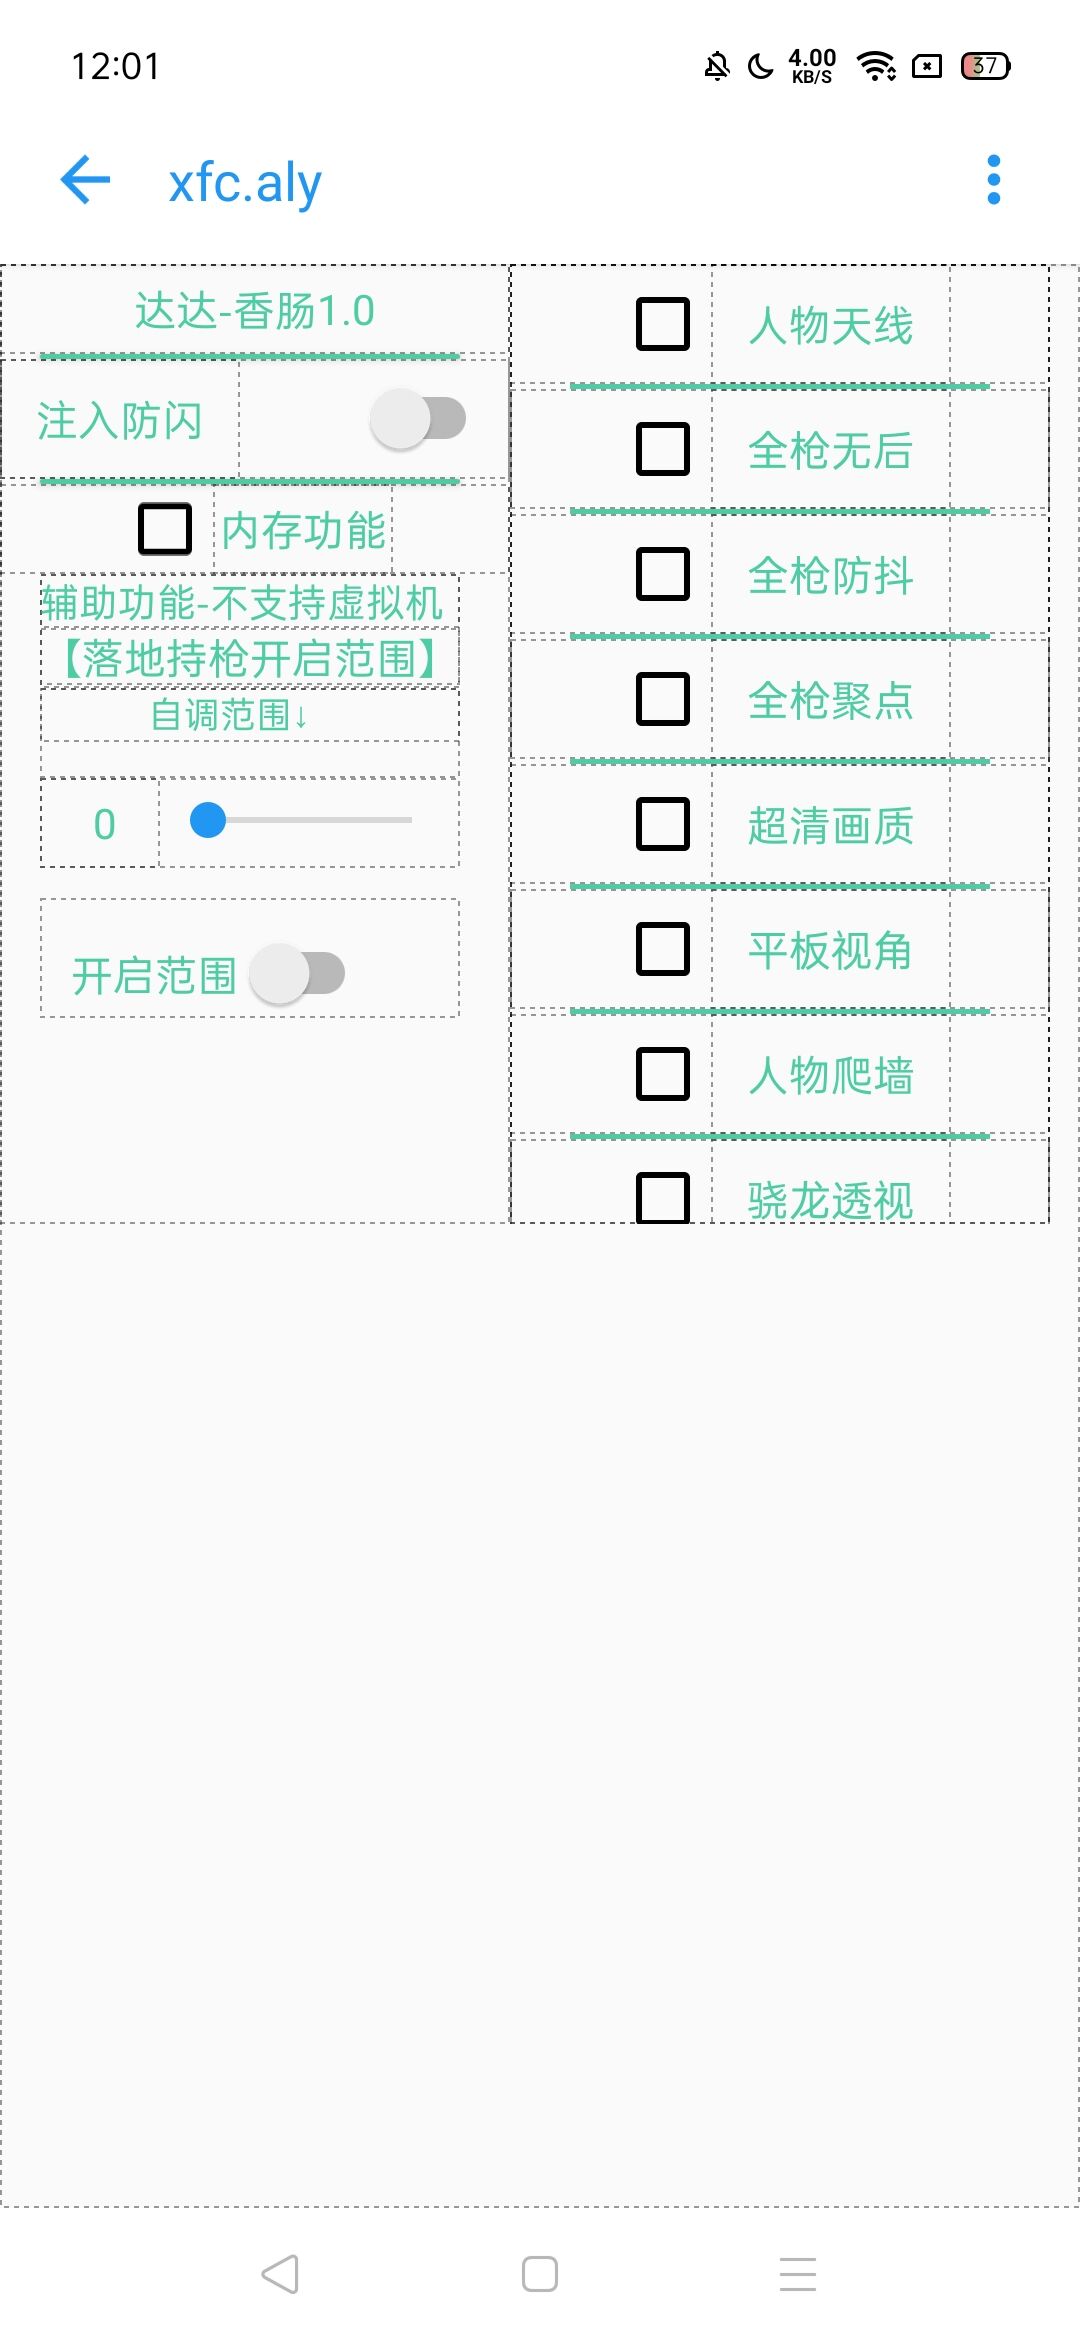 12:01
4.00
KB/S
37
xfc.aly
达达-香肠1.0
注入防闪
内存功能
辅助功能-不支持虚拟机
【落地持枪开启范围】
自调范围↓
0
开启范围
人物天线
全枪无后
全枪防抖
全枪聚点
超清画质
平板视角
人物爬墙
骁龙透视